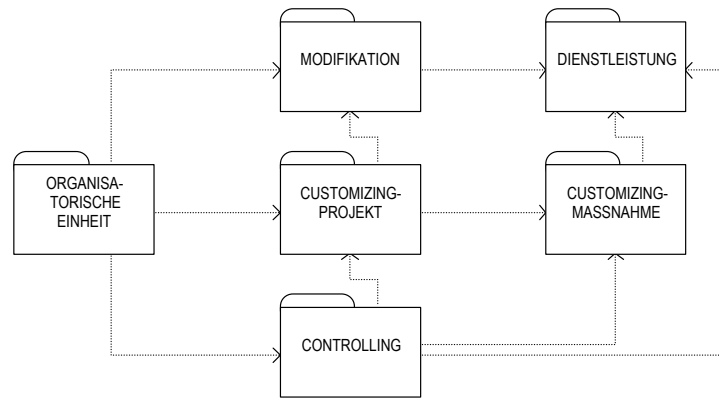 MODIFIKATION
DIENSTLEISTUNG
ORGANISA-
TORISCHE
EINHEIT
CUSTOMIZING-
PROJEKT
CUSTOMIZING-
MASSNAHME
CONTROLLING